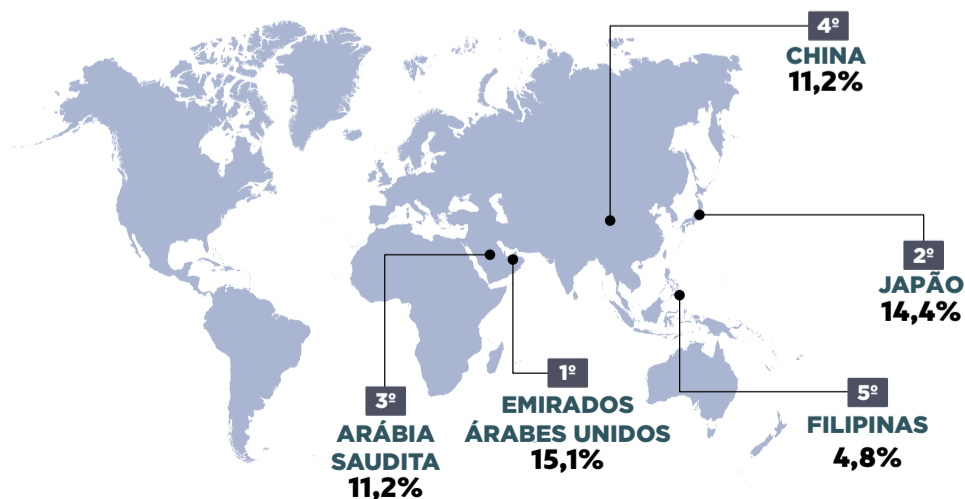 4º
CHINA
11,2%
2º
JAPÃO
14,4%
1º
EMIRADOS
ÁRABES UNIDOS
15,1%
3º
ARÁBIA
SAUDITA
11,2%
5º
FILIPINAS
4,8%